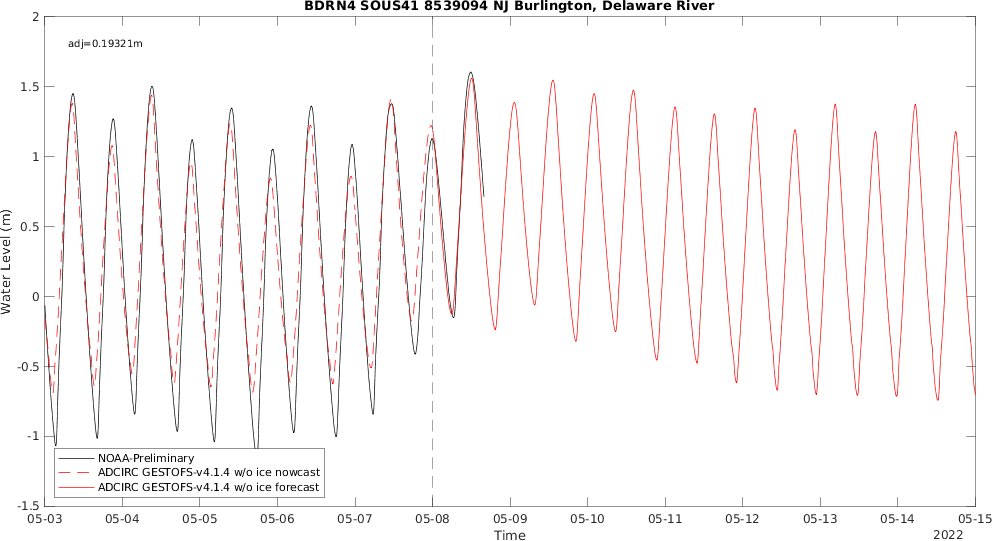 BDRN4 SOUS41 8539094 NJ Burlington, Delaware River
2
adj=0.19321m
1.5
1
0.5
0
-0.5
-1
-1.5
Water Level (m)
NOAA-Preliminary
ADCIRC GESTOFS-v4.1.4 w/o ice nowcast
ADCIRC GESTOFS-v4.1.4 w/o ice forecast
05-03 05-04 05-05 05-06 05-07 05-08 05-09 05-10 05-11 05-12 05-13 05-14 05-15
Time
2022